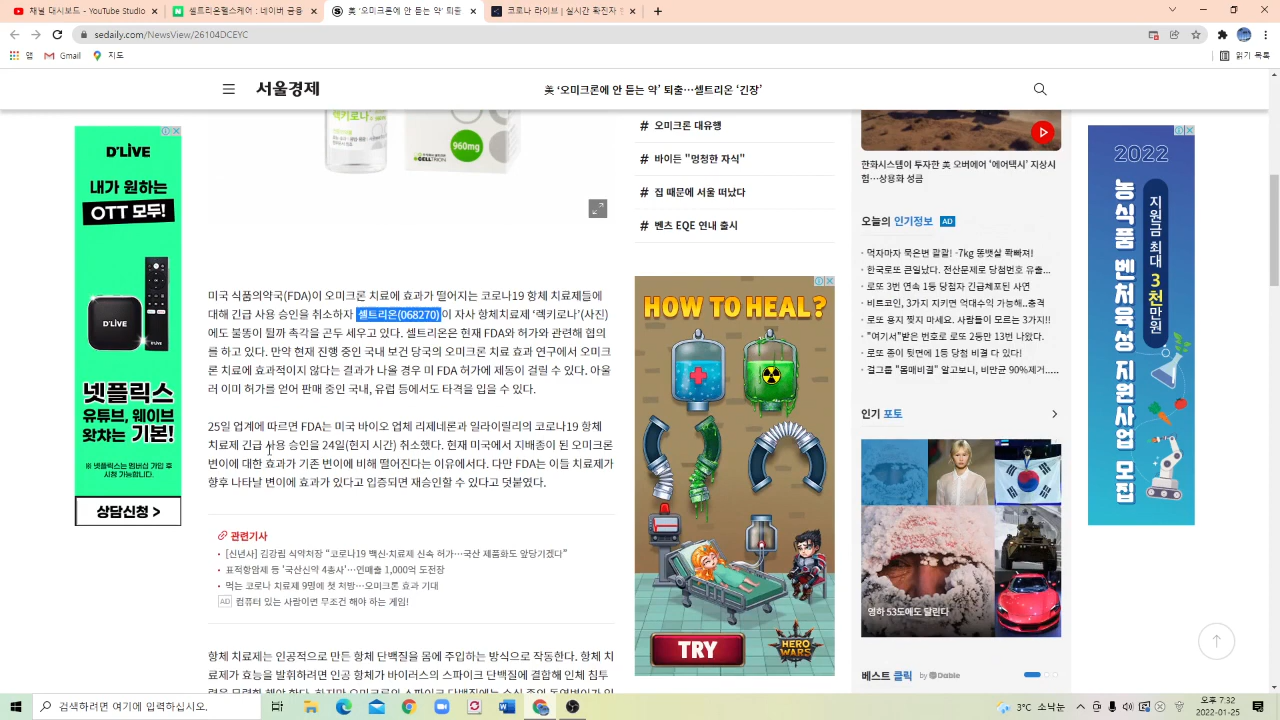 재널 대시보드 - YouTube Studio
셀트리온헬스케어 : 네이버 금융
美 '오미크론에 안 듣는 약' 퇴출
코로나 라이브 | 실시간 확진자
sedaily.com/NewsView/26104DCEYC
앱
Gmail
지도
읽기 목록
서울경제
美 ‘오미크론에 안 듣는 약’ 퇴출…셀트리온 ‘긴장’
D'LIVE
내가 원하는
OTT 모두!
D'LIVE
넷플릭스
유튜브, 웨이브
왓챠는 기본!
※ 넷플릭스는 멤버십 가입 후
시청 가능합니다.
상담신청 >
렉키로나
960mg
CELLTRION
미국 식품의약국(FDA)이 오미크론 치료에 효과가 떨어지는 코로나19 항체 치료제들에
대해 긴급 사용 승인을 취소하자 셀트리온(068270)이 자사 항체치료제 ‘렉키로나’(사진)
에도 불똥이 튈까 촉각을 곤두 세우고 있다. 셀트리온은 현재 FDA와 허가와 관련해 협의
를 하고 있다. 만약 현재 진행 중인 국내 보건 당국의 오미크론 치료 효과 연구에서 오미크
론 치료에 효과적이지 않다는 결과가 나올 경우 미 FDA 허가에 제동이 걸릴 수 있다. 아울
러 이미 허가를 얻어 판매 중인 국내, 유럽 등에서도 타격을 입을 수 있다.
25일 업계에 따르면 FDA는 미국 바이오 업체 리제네론과 일라이릴리의 코로나19 항체
치료제 긴급 사용 승인을 24일(현지 시간) 취소했다. 현재 미국에서 지배종이 된 오미크론
변이에 대한 효과가 기존 변이에 비해 떨어진다는 이유에서다. 다만 FDA는 이들 치료제가
향후 나타날 변이에 효과가 있다고 입증되면 재승인할 수 있다고 덧붙였다.
관련기사
[신년사] 김강립 식약처장 “코로나19 백신·치료제 신속 허가…국산 제품화도 앞당기겠다”
표적항암제 등 '국산신약 4총사'…연매출 1,000억 도전장
먹는 코로나 치료제 9명에 첫 처방…오미크론 효과 기대
AD 컴퓨터 있는 사람이면 무조건 해야 하는 게임!
항체 치료제는 인공적으로 만든 항체 단백질을 몸에 주입하는 방식으로 작동한다. 항체 치
료제가 효능을 발휘하려면 인공 항체가 바이러스의 스파이크 단백질에 결합해 인체 침투
# 오미크론 대유행
# 바이든 "멍청한 자식"
# 집 때문에 서울 떠났다
# 벤츠 EQE 연내 출시
HOW TO HEAL?
TRY
HERO WARS
한화시스템이 투자한 美 오버에어 '에어택시' 지상시
험…상용화 성큼
오늘의 인기정보 AD
먹자마자 묵은변 콸콸! -7kg 똥뱃살 쫙빠져!
한국로또 큰일났다. 전산문제로 당첨번호 유출...
로또 3번 연속 1등 당첨자 긴급체포된 사연
비트코인, 3가지 지키면 억대수익 가능해..충격
로또 용지 찢지 마세요. 사람들이 모르는 3가지!!
"여기서"받은 번호로 로또 2등만 13번 나왔다.
로또 종이 뒷면에 1등 당첨 비결 다 있다!
걸그룹 "몸매비결" 알고보니, 비만균 90%제거.....
인기 포토
영하 53도에도 달린다
베스트 클릭 by Dable
2022
농식품 벤처육성 지원사업 모집
지원금 최대 3천만원
검색하려면 여기에 입력하십시오.
3°C 소낙눈
오후 7:32
2022-01-25